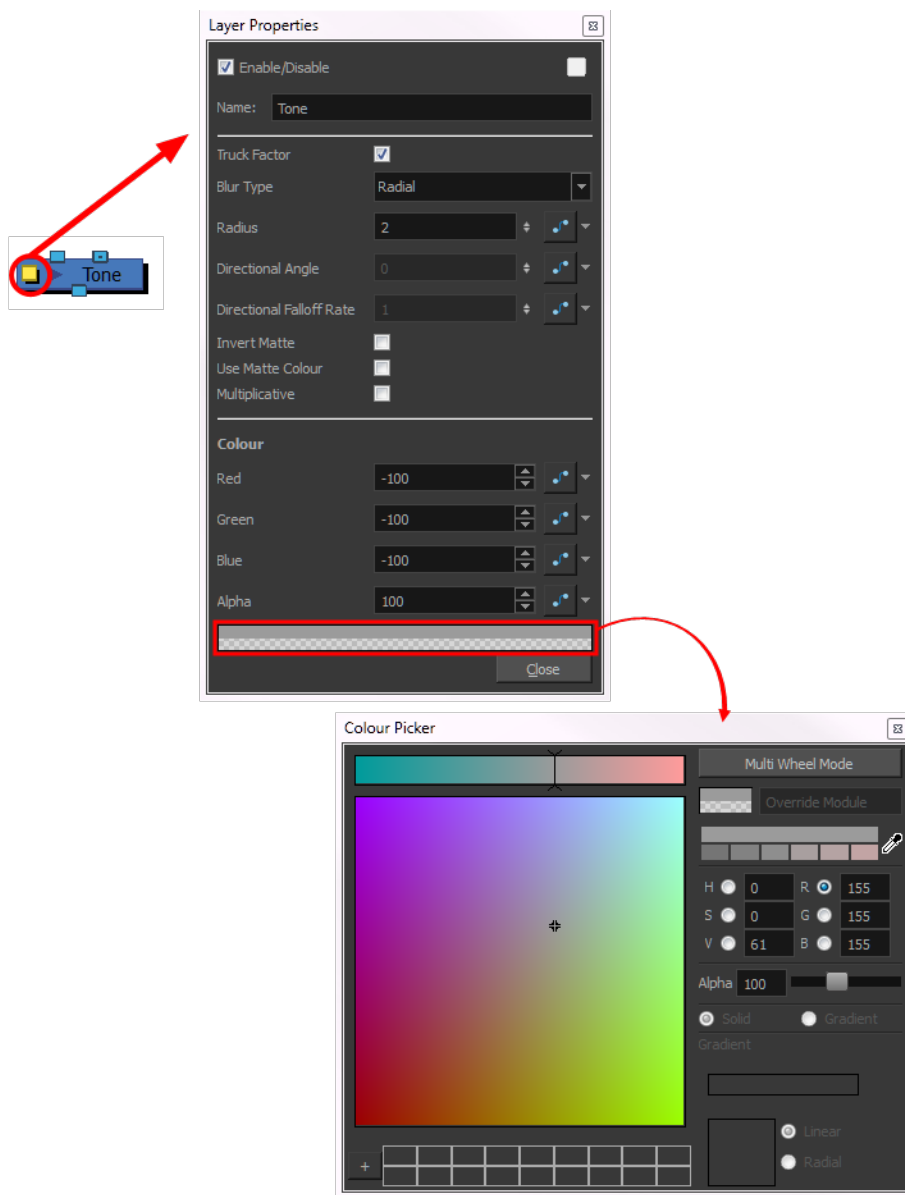 Layer Properties
Enable/Disable
Name: Tone
Truck Factor
Blur Type Radial
Radius 2
Directional Angle 0
Directional Falloff Rate 1
Invert Matte
Use Matte Colour
Multiplicative
Colour
Red -100
Green -100
Blue -100
Alpha 100
Close
Tone
Colour Picker
Multi Wheel Mode
Override Module
H 0 R 155
S 0 G 155
V 61 B 155
Alpha 100
Solid Gradient
Gradient
Linear
Radial
+